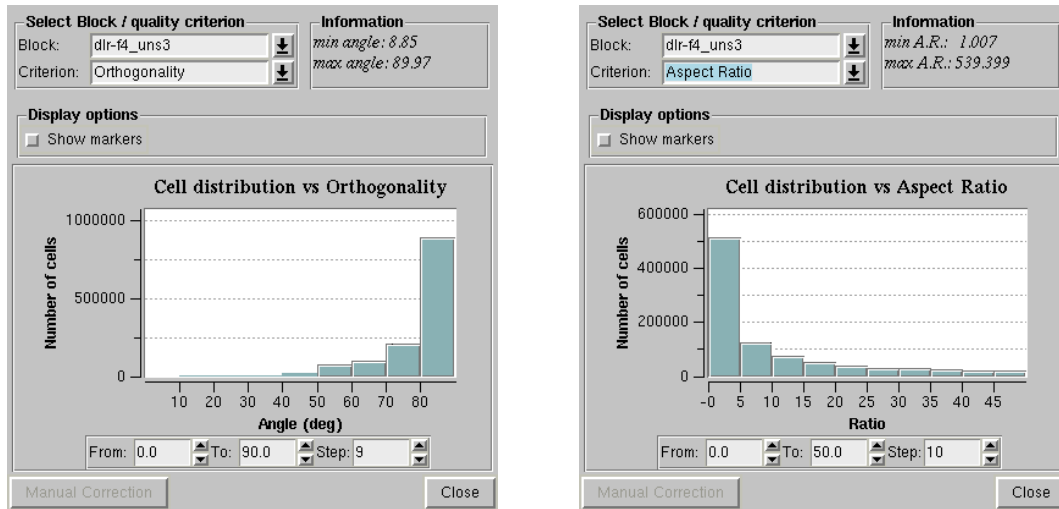 Select Block / quality criterion
Information
Block: dlr-f4_uns3
min angle: 8.85
Criterion: Orthogonality
max angle: 89.97
Display options
Show markers
Cell distribution vs Orthogonality
Number of cells
1000000
500000
0
10 20 30 40 50 60 70 80
Angle (deg)
From: 0.0 To: 90.0 Step: 9
Manual Correction
Close
Select Block / quality criterion
Information
Block: dlr-f4_uns3
min A.R.: 1.007
Criterion: Aspect Ratio
max A.R.: 539.399
Display options
Show markers
Cell distribution vs Aspect Ratio
Number of cells
600000
400000
200000
0
-0 5 10 15 20 25 30 35 40 45
Ratio
From: 0.0 To: 50.0 Step: 10
Manual Correction
Close